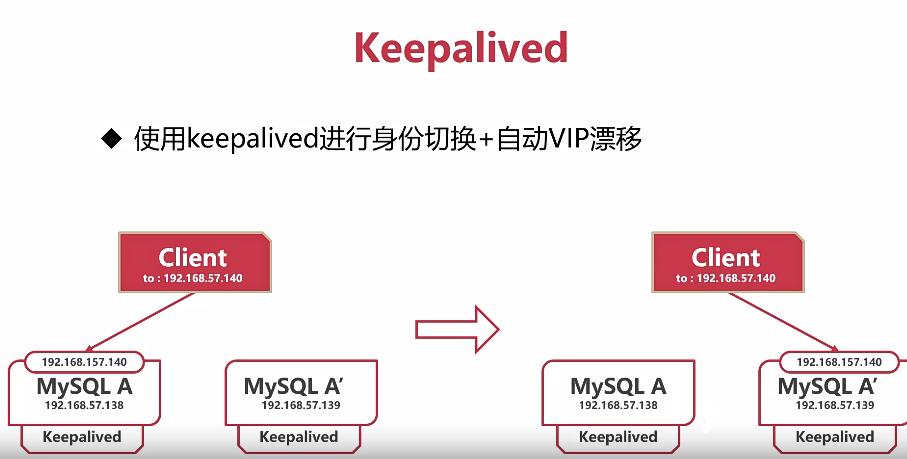 Keepalived
◆ 使用keepalived进行身份切换+自动VIP漂移
Client
to : 192.168.57.140
192.168.157.140
MySQL A
192.168.57.138
Keepalived
MySQL A’
192.168.57.139
Keepalived
Client
to : 192.168.57.140
MySQL A
192.168.57.138
Keepalived
192.168.157.140
MySQL A’
192.168.57.139
Keepalived